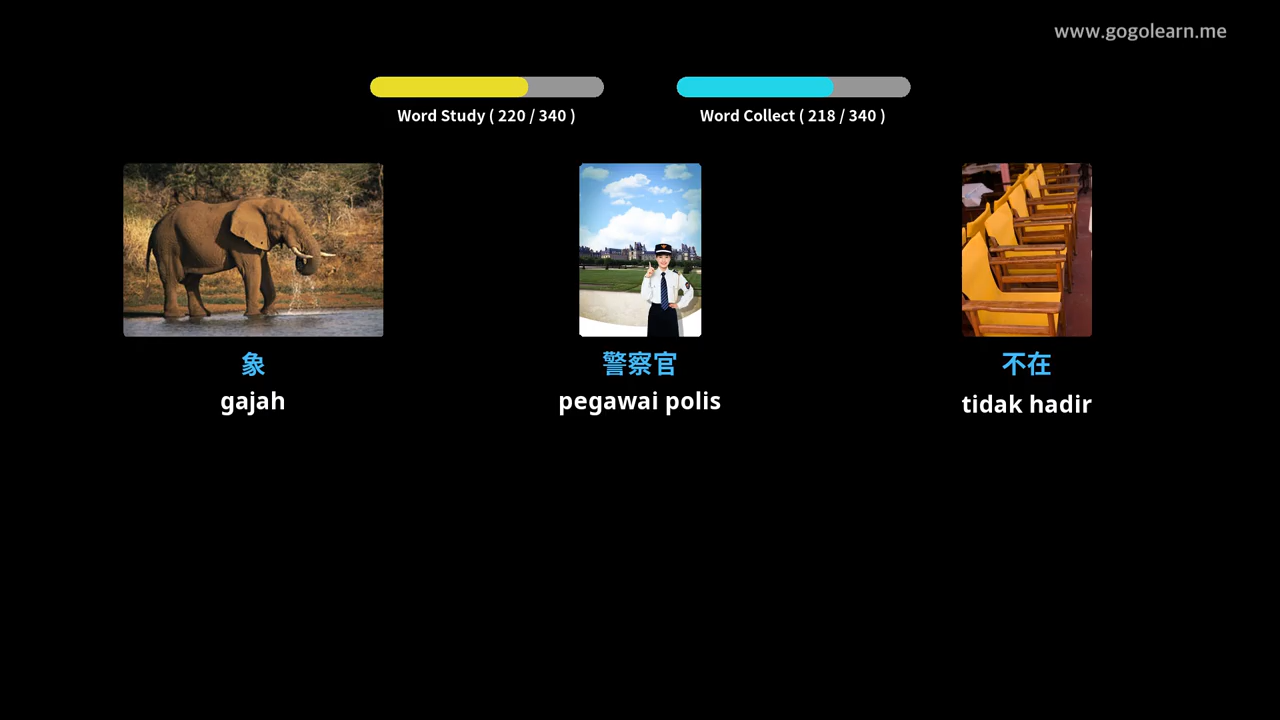 www.gogolearn.me
Word Study ( 220 / 340 )
Word Collect ( 218 / 340 )
象
gajah
警察官
pegawai polis
不在
tidak hadir